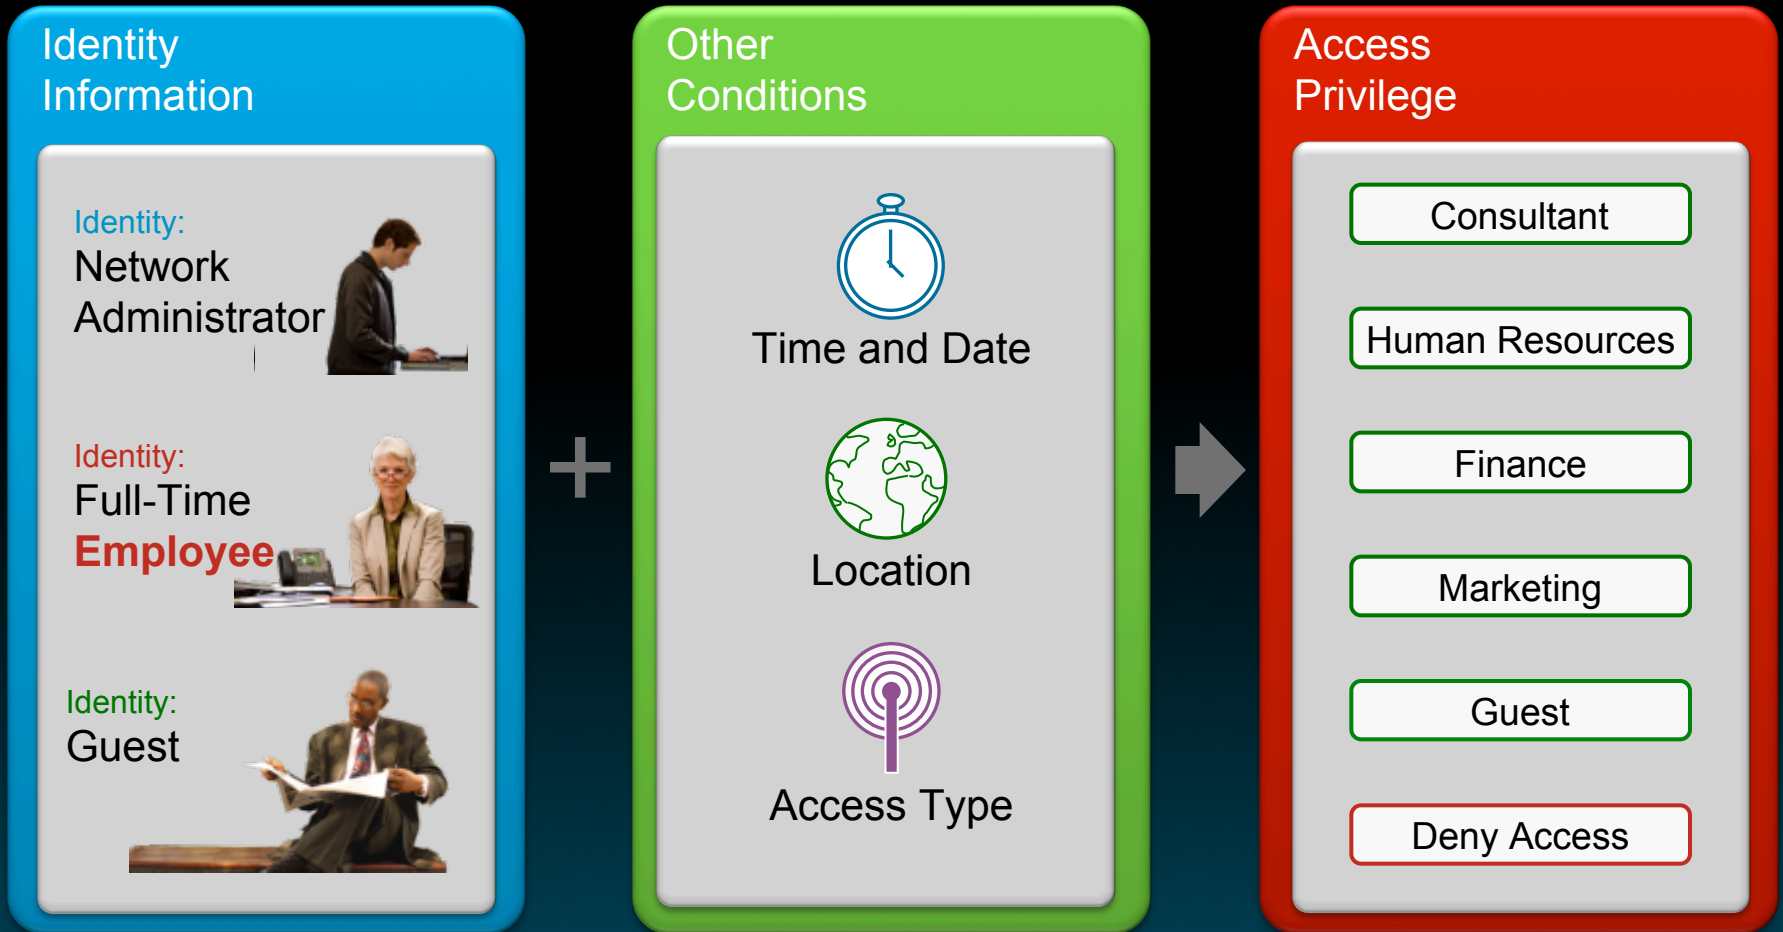 Identity
Information
Identity:
Network
Administrator
Identity:
Full-Time
Employee
Identity:
Guest
Other
Conditions
Time and Date
Location
Access Type
Access
Privilege
Consultant
Human Resources
Finance
Marketing
Guest
Deny Access